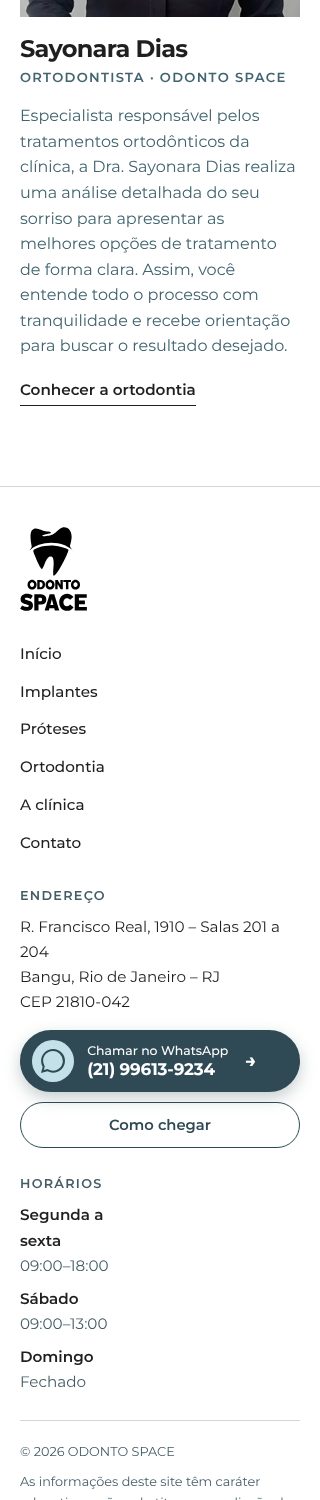 Sayonara Dias
ORTODONTISTA · ODONTO SPACE
Especialista responsável pelos
tratamentos ortodônticos da
clínica, a Dra. Sayonara Dias realiza
uma análise detalhada do seu
sorriso para apresentar as
melhores opções de tratamento
de forma clara. Assim, você
entende todo o processo com
tranquilidade e recebe orientação
para buscar o resultado desejado.
Conhecer a ortodontia
ODONTO
SPACE
Início
Implantes
Próteses
Ortodontia
A clínica
Contato
ENDEREÇO
R. Francisco Real, 1910 – Salas 201 a
204
Bangu, Rio de Janeiro – RJ
CEP 21810-042
Chamar no WhatsApp
(21) 99613-9234 →
Como chegar
HORÁRIOS
Segunda a
sexta
09:00–18:00
Sábado
09:00–13:00
Domingo
Fechado
© 2026 ODONTO SPACE
As informações deste site têm caráter